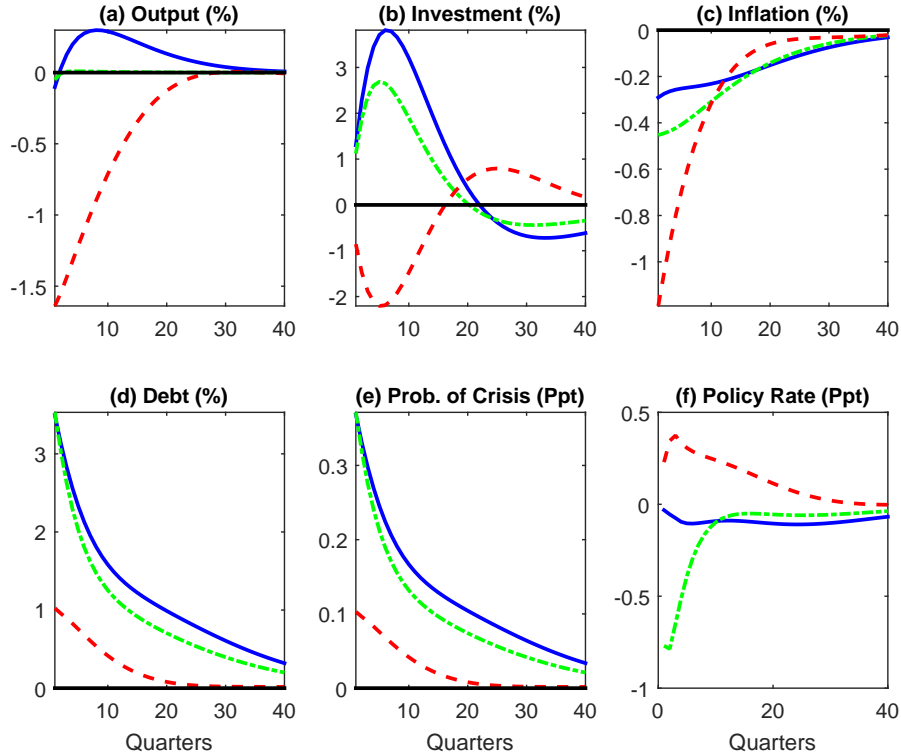 (a) Output (%)
0
-0.5
-1
-1.5
10 20 30 40
(b) Investment (%)
3
2
1
0
-1
-2
10 20 30 40
(c) Inflation (%)
0
-0.2
-0.4
-0.6
-0.8
-1
10 20 30 40
(d) Debt (%)
3
2
1
0
10 20 30 40
Quarters
(e) Prob. of Crisis (Ppt)
0.3
0.2
0.1
0
10 20 30 40
Quarters
(f) Policy Rate (Ppt)
0.5
0
-0.5
-1
0 20 40
Quarters